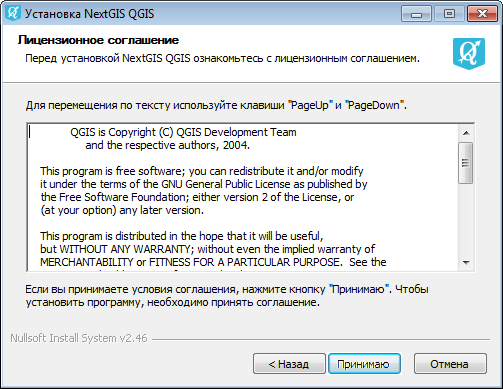 Установка NextGIS QGIS
Лицензионное соглашение
Перед установкой NextGIS QGIS ознакомьтесь с лицензионным соглашением.
Для перемещения по тексту используйте клавиши "PageUp" и "PageDown".
QGIS is Copyright (C) QGIS Development Team
and the respective authors, 2004.
This program is free software; you can redistribute it and/or modify
it under the terms of the GNU General Public License as published by
the Free Software Foundation; either version 2 of the License, or
(at your option) any later version.
This program is distributed in the hope that it will be useful,
but WITHOUT ANY WARRANTY; without even the implied warranty of
MERCHANTABILITY or FITNESS FOR A PARTICULAR PURPOSE. See the
Если вы принимаете условия соглашения, нажмите кнопку "Принимаю". Чтобы
установить программу, необходимо принять соглашение.
Nullsoft Install System v2.46
< Назад
Принимаю
Отмена